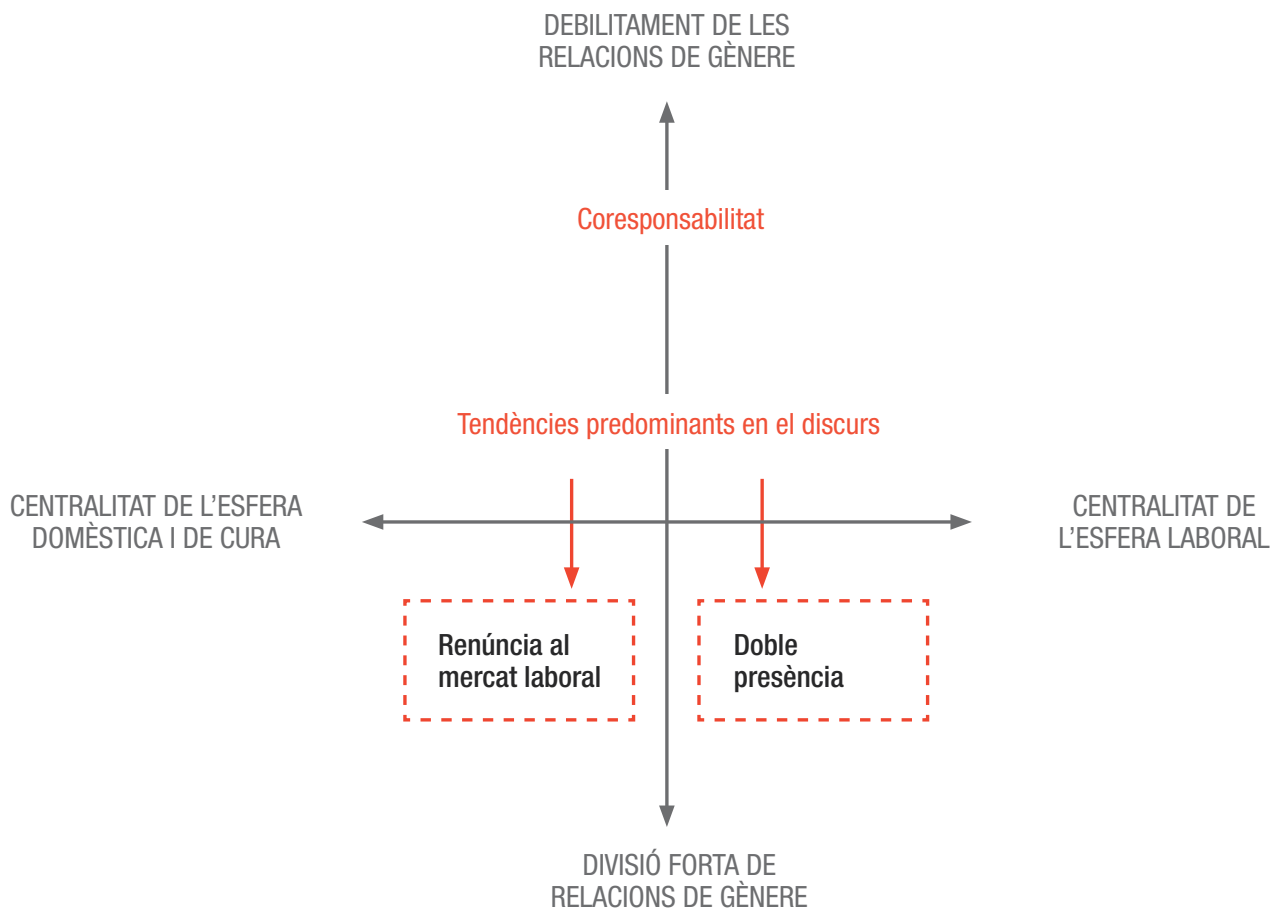 DEBILITAMENT DE LES
RELACIONS DE GÈNERE
Coresponsabilitat
Tendències predominants en el discurs
CENTRALITAT DE L'ESFERA
DOMÈSTICA I DE CURA
CENTRALITAT DE
L'ESFERA LABORAL
Renúncia al
mercat laboral
Doble
presència
DIVISIÓ FORTA DE
RELACIONS DE GÈNERE